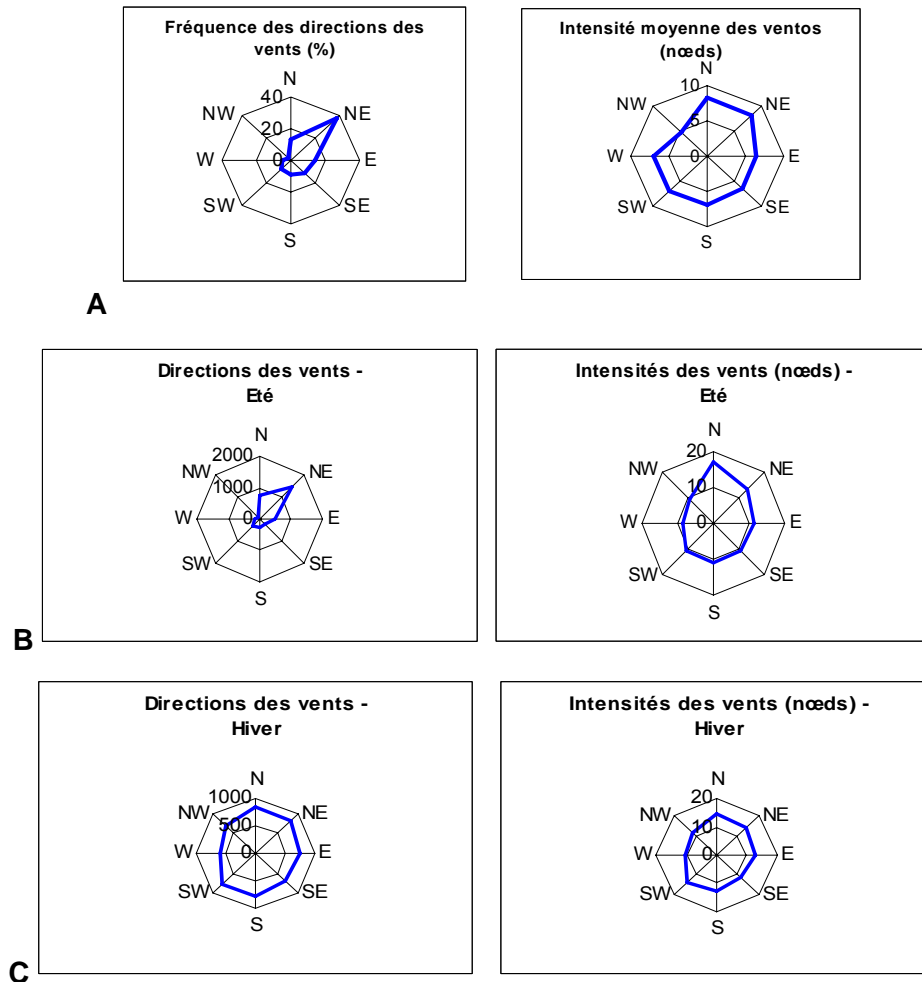 Fréquence des directions des
vents (%)
N
40
NW
NE
20
W
0
E
SW
SE
S
Intensité moyenne des ventos
(nœds)
N
10
NW
NE
5
W
0
E
SW
SE
S
A
Directions des vents -
Eté
N
2000
NW
NE
1000
W
0
E
SW
SE
S
Intensités des vents (nœds) -
Eté
N
20
NW
NE
10
W
0
E
SW
SE
S
B
Directions des vents -
Hiver
N
1000
NW
NE
500
W
0
E
SW
SE
S
Intensités des vents (nœds) -
Hiver
N
20
NW
NE
10
W
0
E
SW
SE
S
C